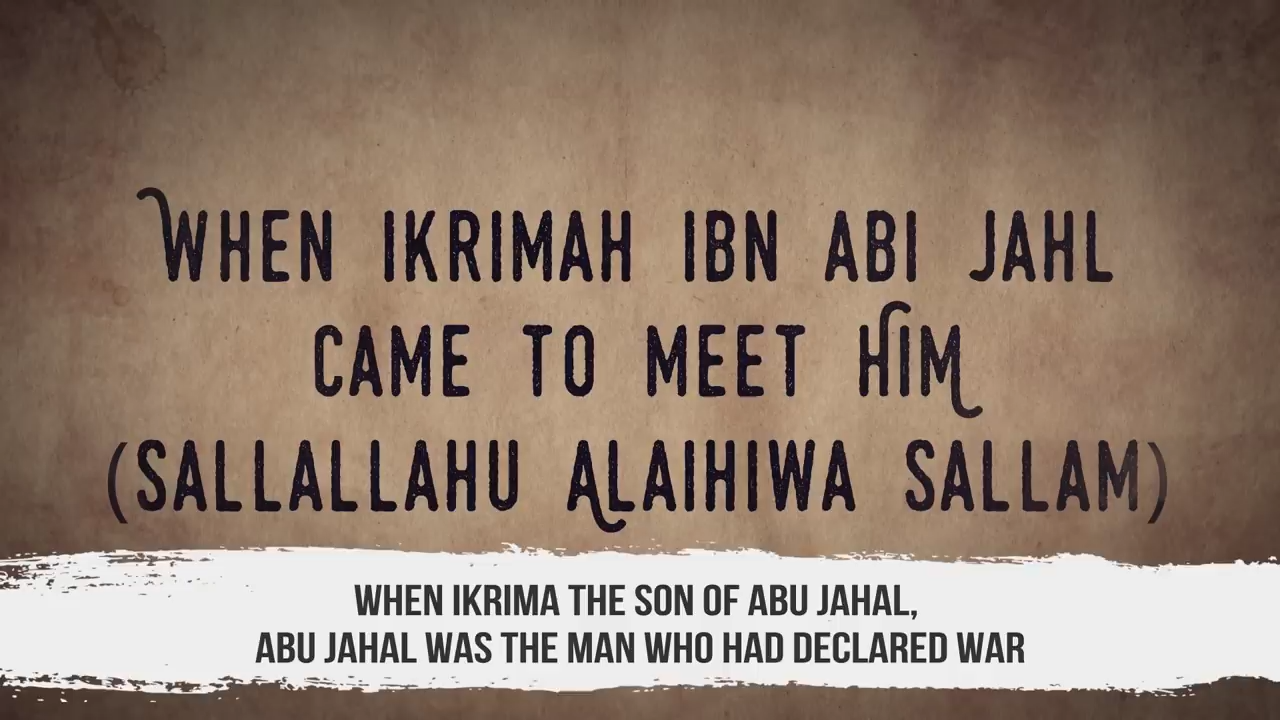 WHEN IKRIMAH IBN ABI JAHL
CAME TO MEET HIM
(SALLALLAHU ALAIHIWA SALLAM)
WHEN IKRIMA THE SON OF ABU JAHAL,
ABU JAHAL WAS THE MAN WHO HAD DECLARED WAR